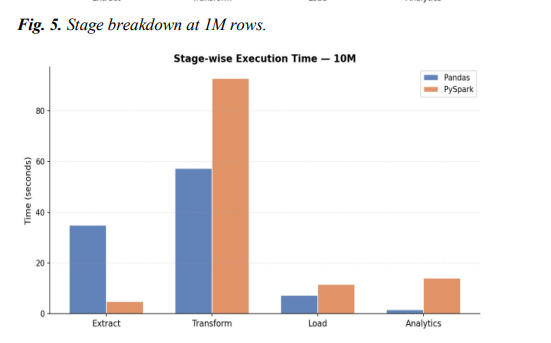 Fig. 5. Stage breakdown at 1M rows.
Stage-wise Execution Time — 10M
Pandas
PySpark
Time (seconds)
80
60
40
20
0
Extract Transform Load Analytics